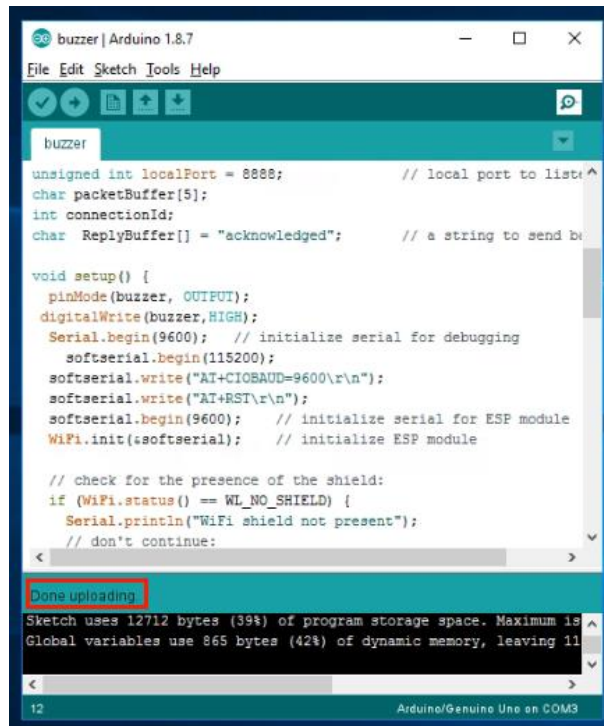 buzzer | Arduino 1.8.7
File Edit Sketch Tools Help
buzzer
unsigned int localPort = 8888; // local port to liste
char packetBuffer[5];
int connectionId;
char ReplyBuffer[] = "acknowledged"; // a string to send ba
void setup() {
pinMode(buzzer, OUTPUT);
digitalWrite(buzzer,HIGH);
Serial.begin(9600); // initialize serial for debugging
softserial.begin(115200);
softserial.write("AT+CIOBAUD=9600\r\n");
softserial.write("AT+RST\r\n");
softserial.begin(9600); // initialize serial for ESP module
WiFi.init(&softserial); // initialize ESP module
// check for the presence of the shield:
if (WiFi.status() == WL_NO_SHIELD) {
Serial.println("WiFi shield not present");
// don't continue:
Done uploading.
Sketch uses 12712 bytes (39%) of program storage space. Maximum is
Global variables use 865 bytes (42%) of dynamic memory, leaving 11
12 Arduino/Genuino Uno on COM3